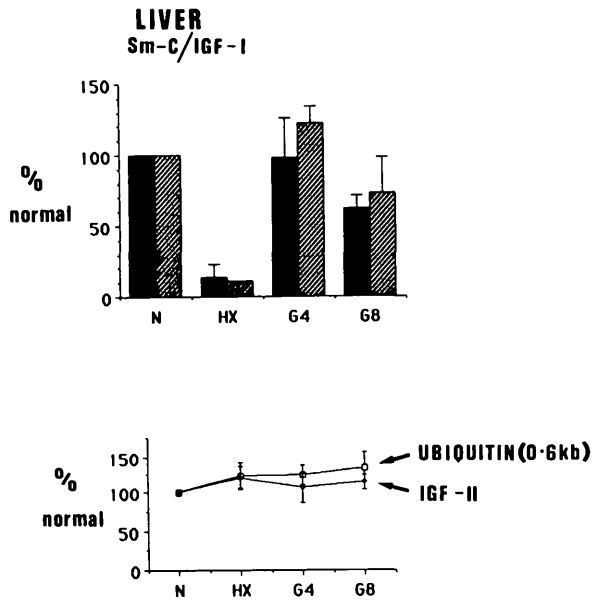 LIVER
Sm-C/IGF-I
150
100
50
0
%
normal
N HX G4 G8
150
100
50
0
%
normal
UBIQUITIN(0·6kb)
IGF-II
N HX G4 G8